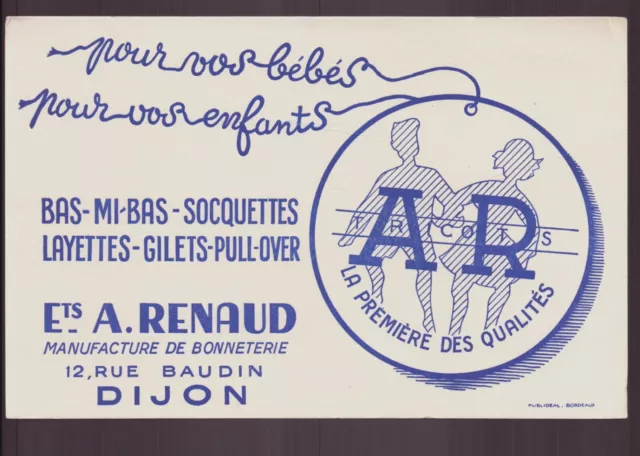 pour vos bébés
pour vos enfants
BAS-MI-BAS-SOCQUETTES
LAYETTES-GILETS-PULL-OVER
ETS A. RENAUD
MANUFACTURE DE BONNETERIE
12, RUE BAUDIN
DIJON
AR
TRICOTS
LA PREMIÈRE DES QUALITÉS
PUBLIDEAL. BORDEAUX